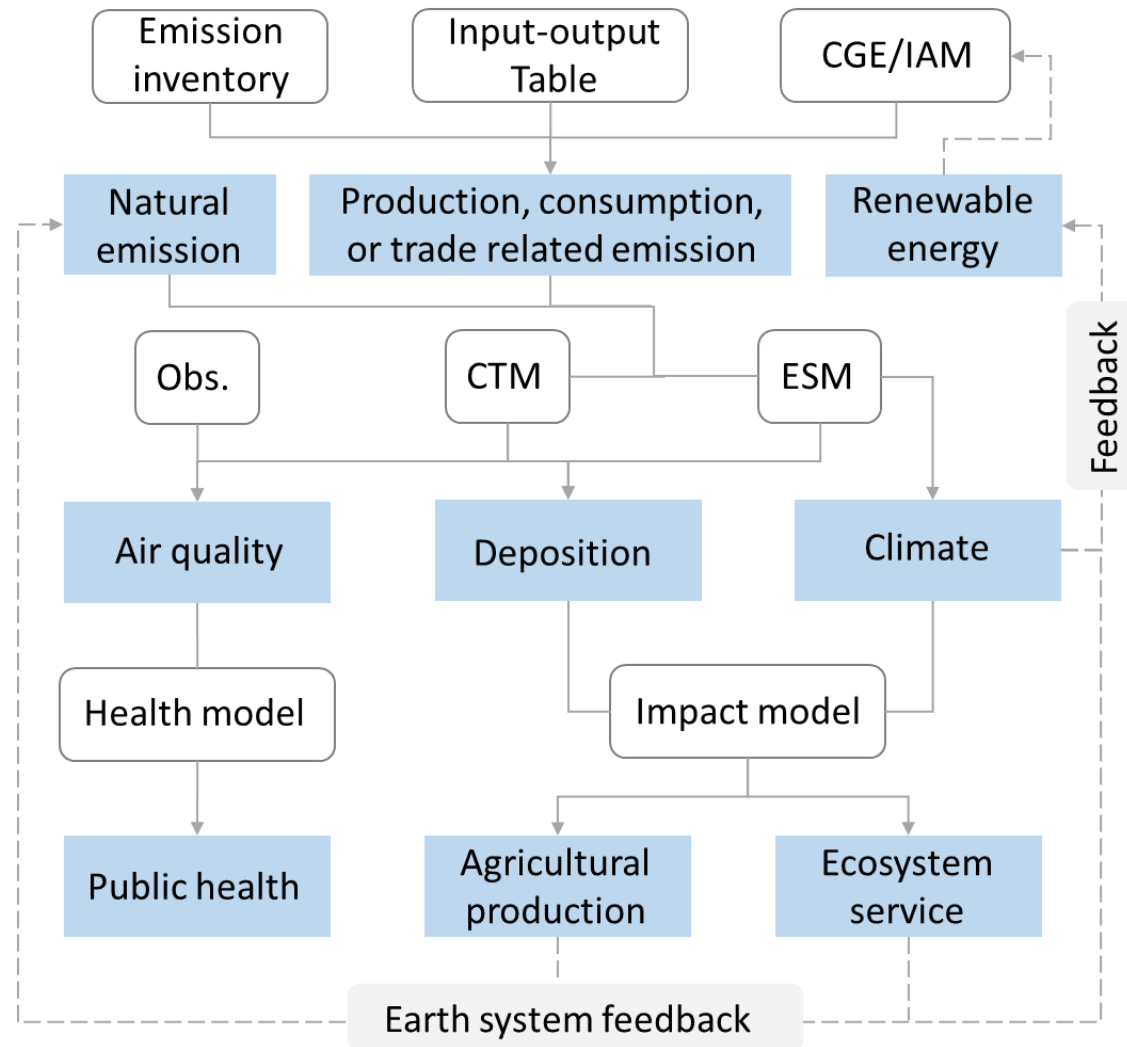 Emission
inventory
Input-output
Table
CGE/IAM
Natural
emission
Production, consumption,
or trade related emission
Renewable
energy
Obs.
CTM
ESM
Feedback
Air quality
Deposition
Climate
Health model
Impact model
Public health
Agricultural
production
Ecosystem
service
Earth system feedback